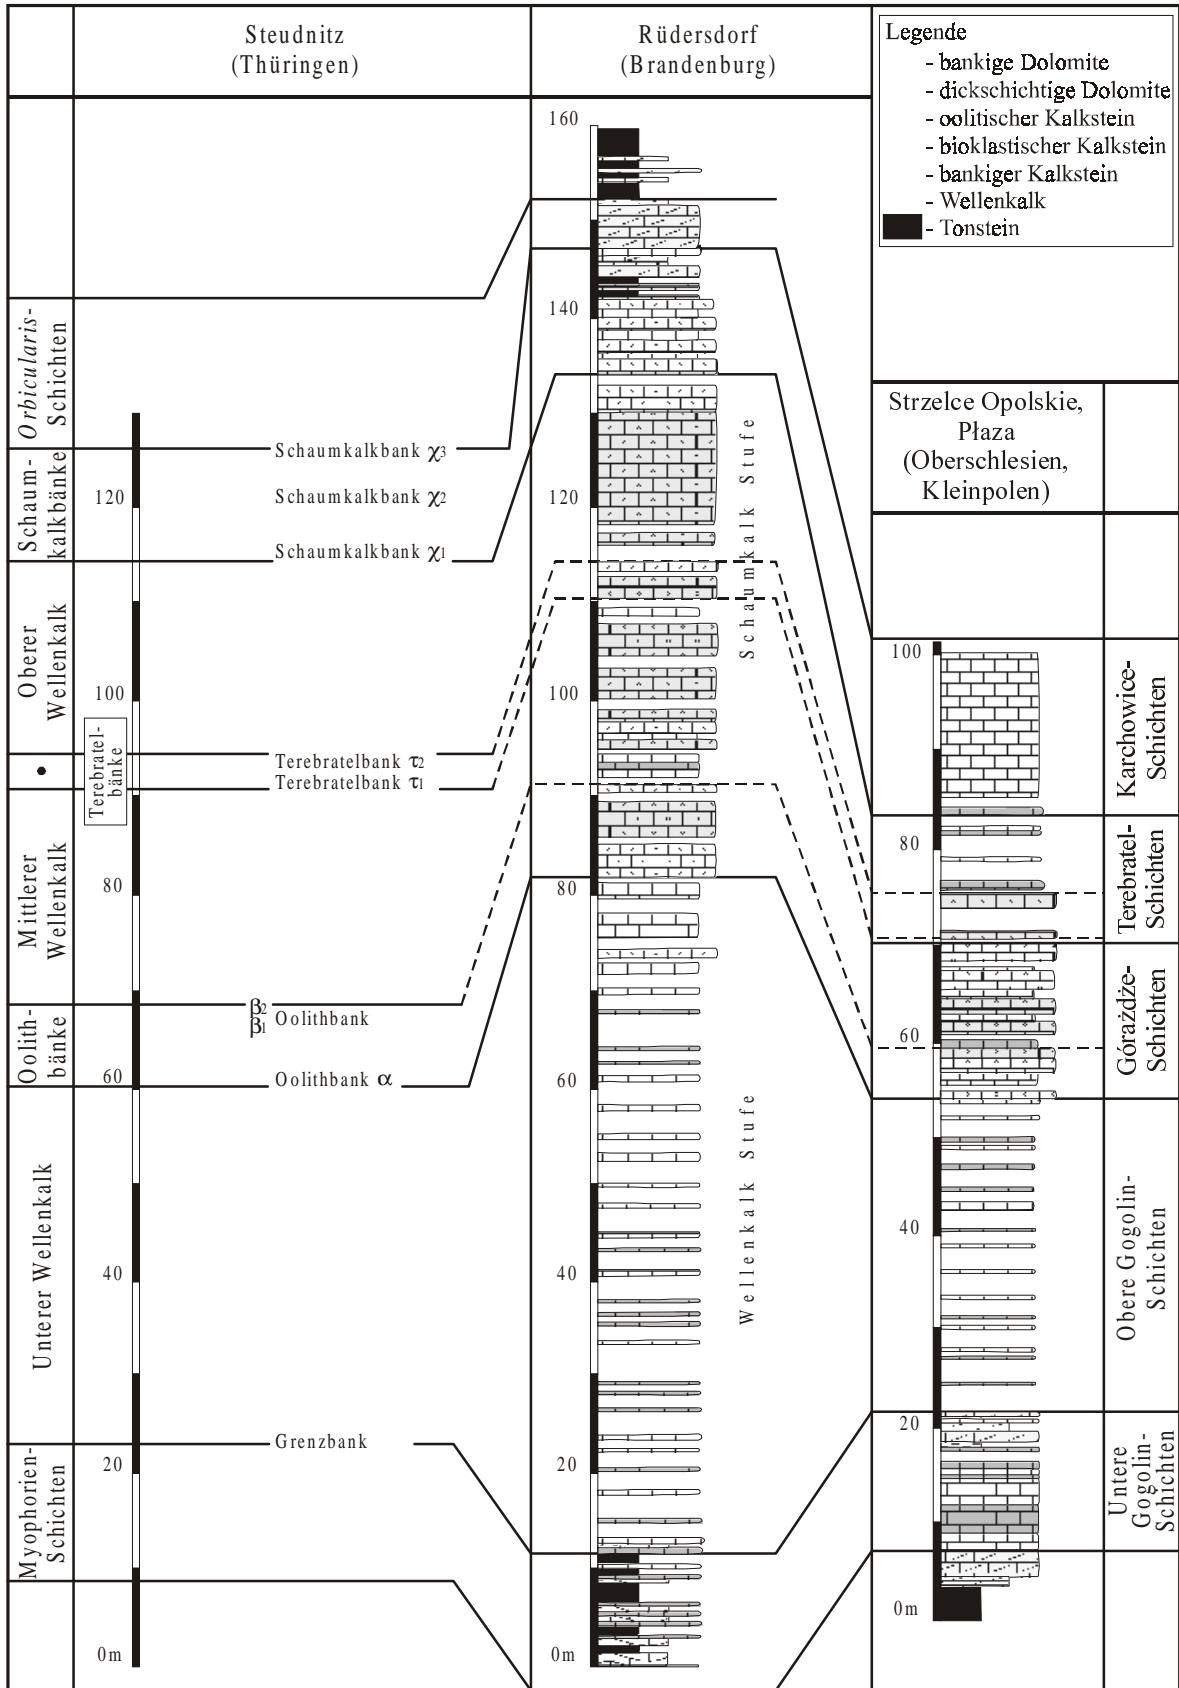 Steudnitz
(Thüringen)
Rüdersdorf
(Brandenburg)
Legende
- bankige Dolomite
- dickschichtige Dolomite
- oolitischer Kalkstein
- bioklastischer Kalkstein
- bankiger Kalkstein
- Wellenkalk
- Tonstein
Strzelce Opolskie,
Płaza
(Oberschlesien,
Kleinpolen)
Orbicularis-
Schichten
Schaum-
kalkbänke
Oberer
Wellenkalk
Mittlerer
Wellenkalk
Oolith-
bänke
Unterer Wellenkalk
Myophorien-
Schichten
120
100
80
60
40
20
0m
Terebratel-
bänke
Schaumkalkbank χ3
Schaumkalkbank χ2
Schaumkalkbank χ1
Terebratelbank τ2
Terebratelbank τ1
β2
β1 Oolithbank
Oolithbank α
Grenzbank
160
140
120
100
80
60
40
20
0m
Schaumkalk Stufe
Wellenkalk Stufe
100
80
60
40
20
0m
Karchowice-
Schichten
Terebratel-
Schichten
Górażdże-
Schichten
Obere Gogolin-
Schichten
Untere
Gogolin-
Schichten